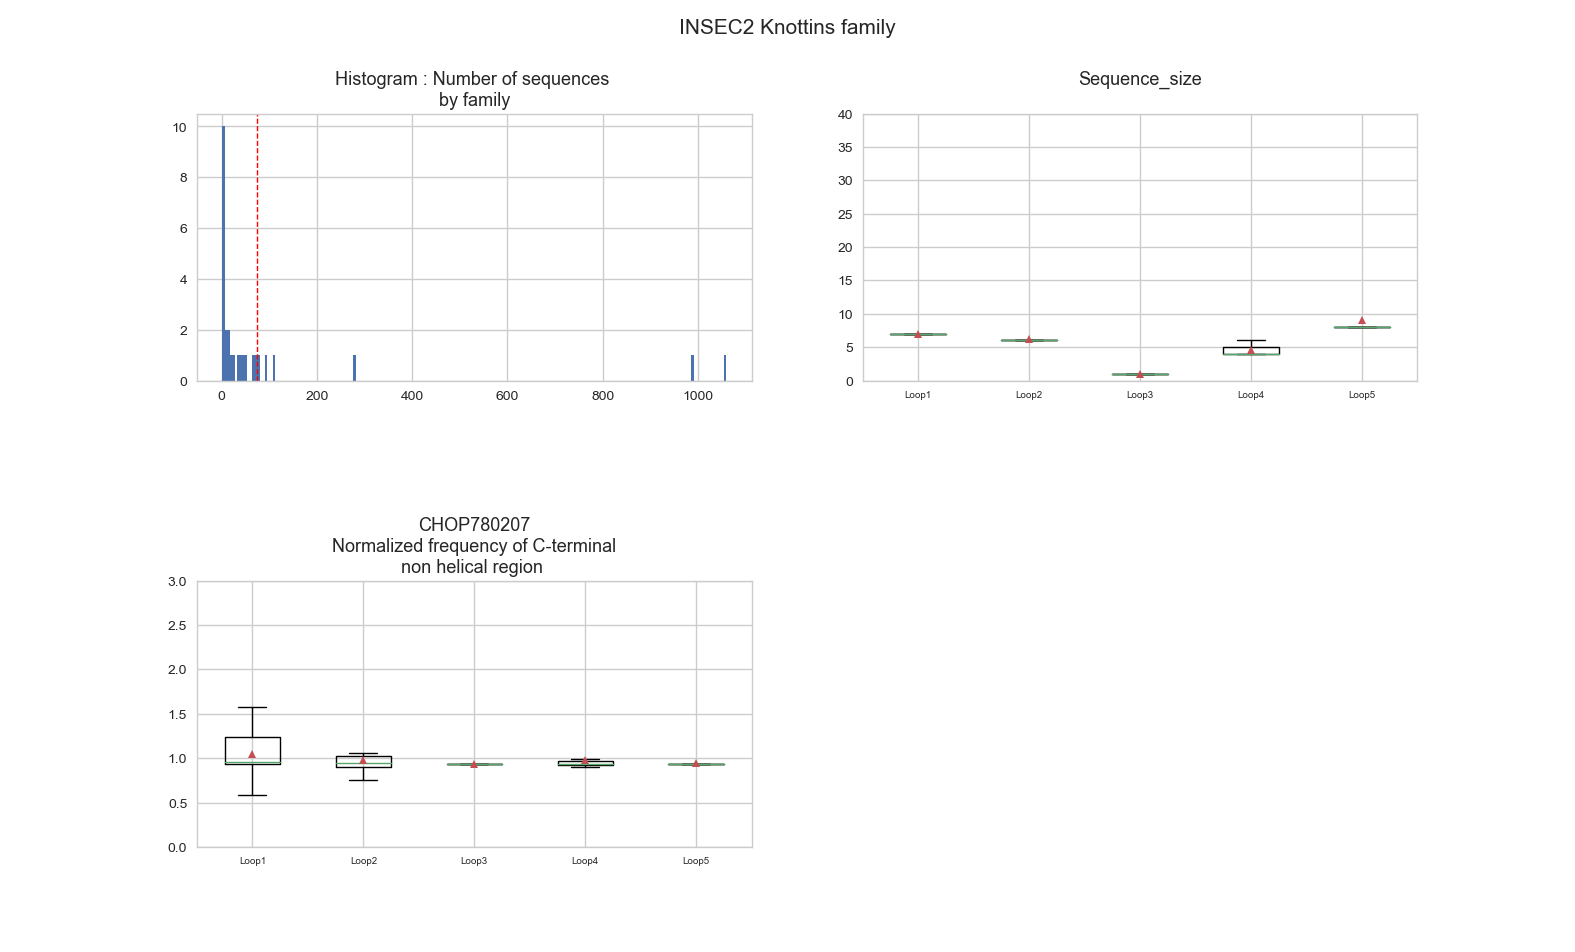 INSEC2 Knottins family
Histogram : Number of sequences
by family
10
8
6
4
2
0
0 200 400 600 800 1000
Sequence_size
40
35
30
25
20
15
10
5
0
Loop1 Loop2 Loop3 Loop4 Loop5
CHOP780207
Normalized frequency of C-terminal
non helical region
3.0
2.5
2.0
1.5
1.0
0.5
0.0
Loop1 Loop2 Loop3 Loop4 Loop5